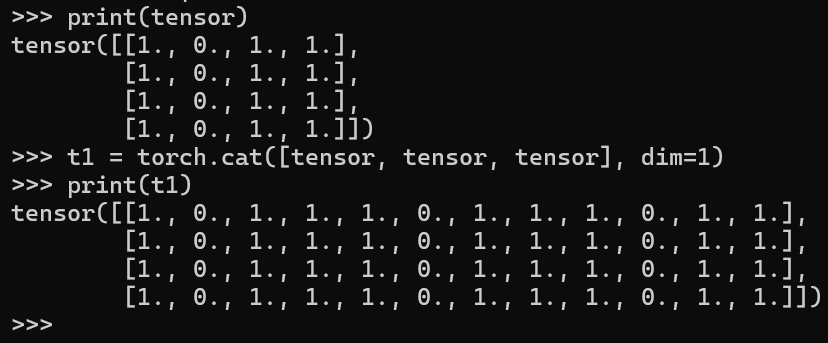 >>> print(tensor)
tensor([[1., 0., 1., 1.],
        [1., 0., 1., 1.],
        [1., 0., 1., 1.],
        [1., 0., 1., 1.]])
>>> t1 = torch.cat([tensor, tensor, tensor], dim=1)
>>> print(t1)
tensor([[1., 0., 1., 1., 1., 0., 1., 1., 1., 0., 1., 1.],
        [1., 0., 1., 1., 1., 0., 1., 1., 1., 0., 1., 1.],
        [1., 0., 1., 1., 1., 0., 1., 1., 1., 0., 1., 1.],
        [1., 0., 1., 1., 1., 0., 1., 1., 1., 0., 1., 1.]])
>>>